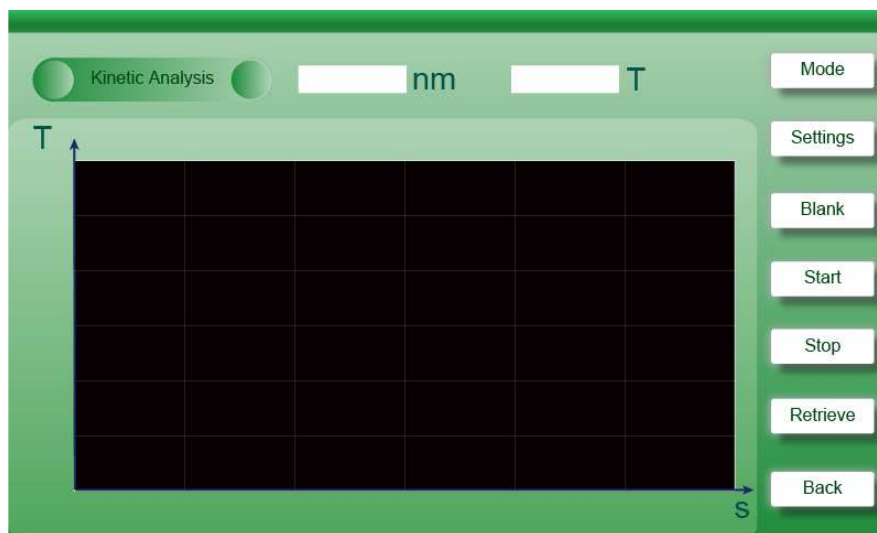 Kinetic Analysis
nm
T
Mode
T
Settings
Blank
Start
Stop
Retrieve
Back
s